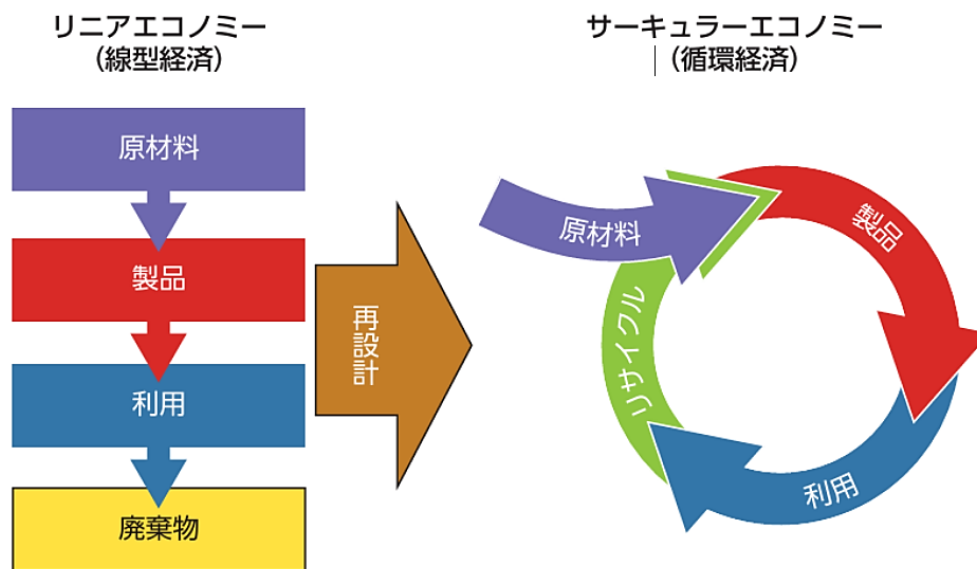 リニアエコノミー
（線型経済）
原材料
製品
利用
廃棄物
再設計
サーキュラーエコノミー
（循環経済）
原材料
製品
利用
リサイクル